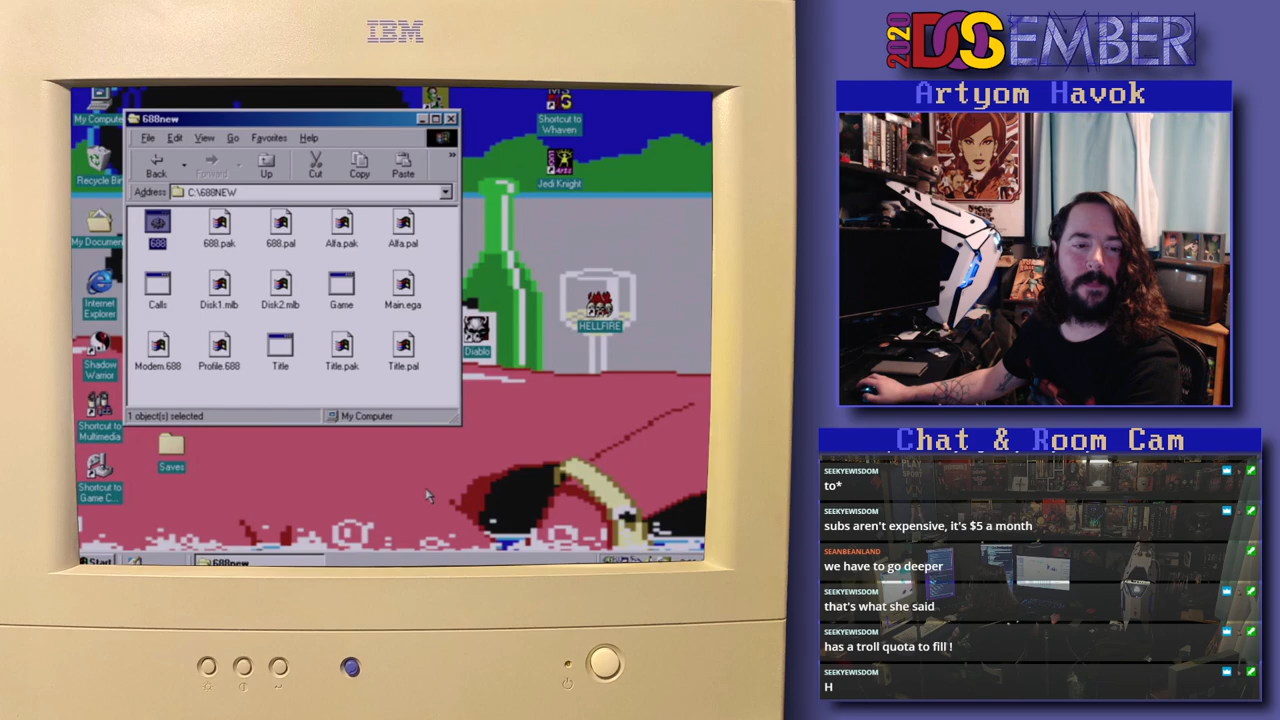 IBM
My Compute
Recycle Bin
My Documen
Internet
Explorer
Shadow
Warrior
Shortcut to
Multimedia
Shortcut to
Game C...
688new
File Edit View Go Favorites Help
Back Forward Up Cut Copy Paste
Address C:\688NEW
688 688.pak 688.pal Alfa.pak Alfa.pal
Calls Disk1.mlb Disk2.mlb Game Main.ega
Modem.688 Profile.688 Title Title.pak Title.pal
1 object(s) selected My Computer
Shortcut to
Whaven
Jedi Knight
HELLFIRE
Diablo
Saves
Start 688new
2020 DOSEMBER
Artyom Havok
Chat & Room Cam
SEEKYEWISDOM
to*
SEEKYEWISDOM
subs aren't expensive, it's $5 a month
SEANBEANLAND
we have to go deeper
SEEKYEWISDOM
that's what she said
SEEKYEWISDOM
has a troll quota to fill !
SEEKYEWISDOM
H